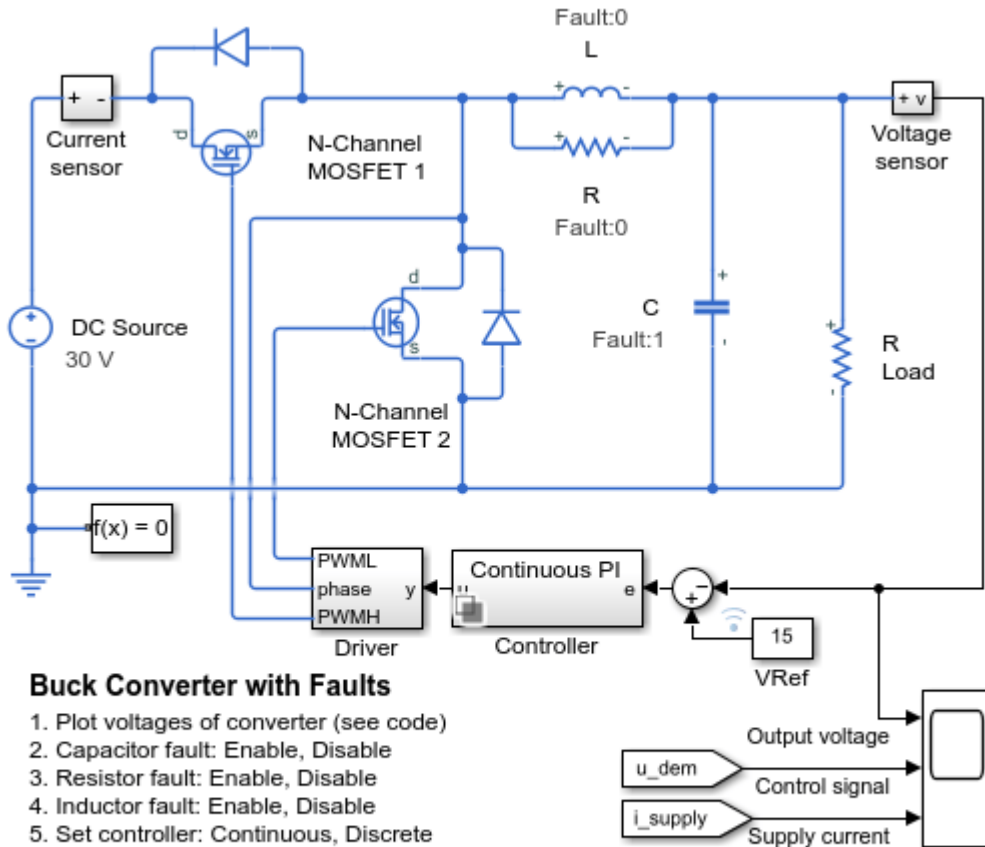 Fault:0
L
+ -
+ -
+ v
Current
sensor
d
s
N-Channel
MOSFET 1
+
-
+
-
R
Fault:0
Voltage
sensor
DC Source
30 V
+
-
d
s
C
Fault:1
+
-
+
-
R
Load
N-Channel
MOSFET 2
f(x) = 0
PWML
phase
PWMH
y
Driver
Continuous PI
e
Controller
-
+
15
VRef
Buck Converter with Faults
1. Plot voltages of converter (see code)
2. Capacitor fault: Enable, Disable
3. Resistor fault: Enable, Disable
4. Inductor fault: Enable, Disable
5. Set controller: Continuous, Discrete
Output voltage
u_dem
Control signal
i_supply
Supply current